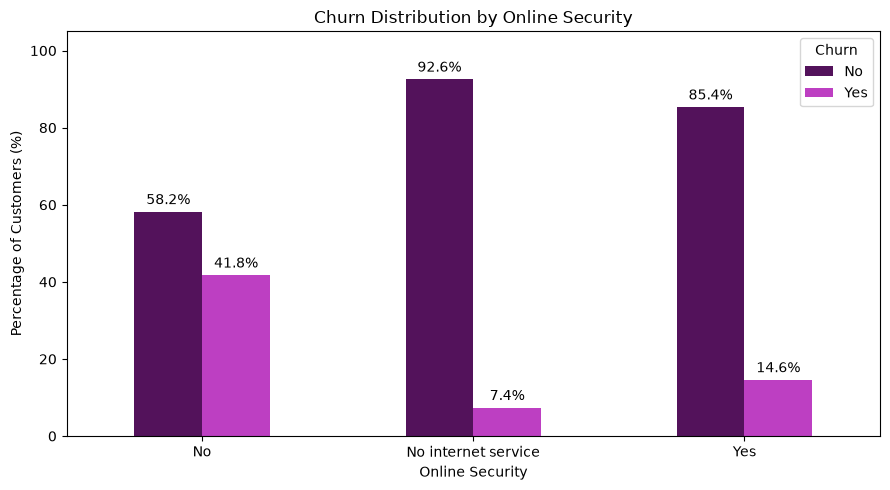 Churn Distribution by Online Security
Percentage of Customers (%)
100
80
60
40
20
0
58.2%
41.8%
92.6%
7.4%
85.4%
14.6%
Churn
No
Yes
No
No internet service
Yes
Online Security